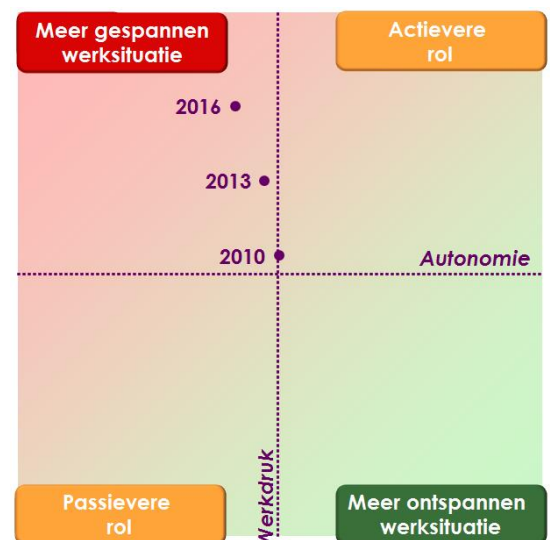 Meer gespannen
werksituatie
Actievere
rol
2016
2013
2010
Autonomie
Werkdruk
Passievere
rol
Meer ontspannen
werksituatie